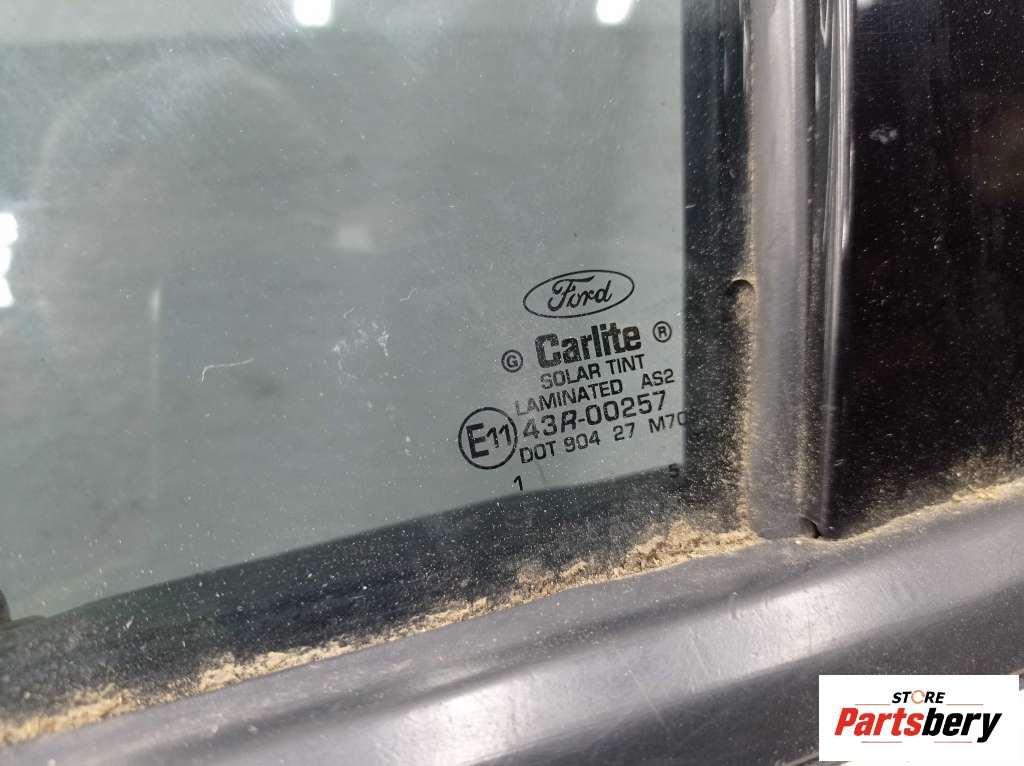 Ford
G Carlite ®
SOLAR TINT
LAMINATED AS2
E11 43R-00257
DOT 904 27 M70
1 5
STORE
Partsbery